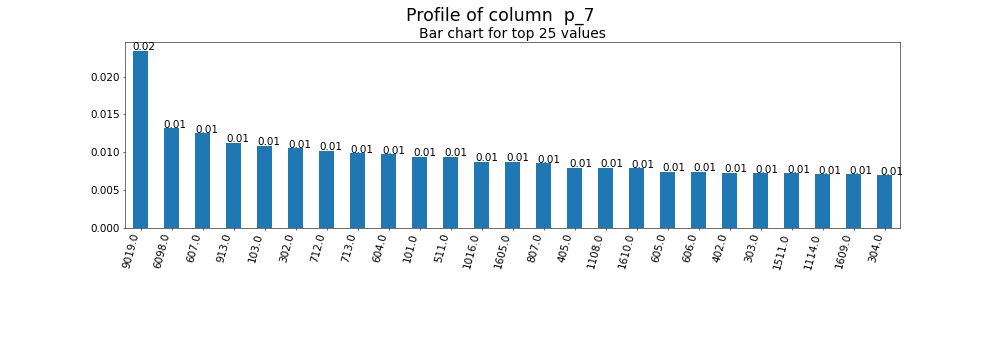 Profile of column  p_7
Bar chart for top 25 values
0.02
0.01 0.01 0.01 0.01 0.01 0.01 0.01 0.01 0.01 0.01 0.01 0.01 0.01 0.01 0.01 0.01 0.01 0.01 0.01 0.01 0.01 0.01 0.01 0.01
0.020
0.015
0.010
0.005
0.000
9019.0 6098.0 607.0 913.0 103.0 302.0 712.0 713.0 604.0 101.0 511.0 1016.0 1605.0 807.0 405.0 1108.0 1610.0 605.0 606.0 402.0 303.0 1511.0 1114.0 1609.0 304.0